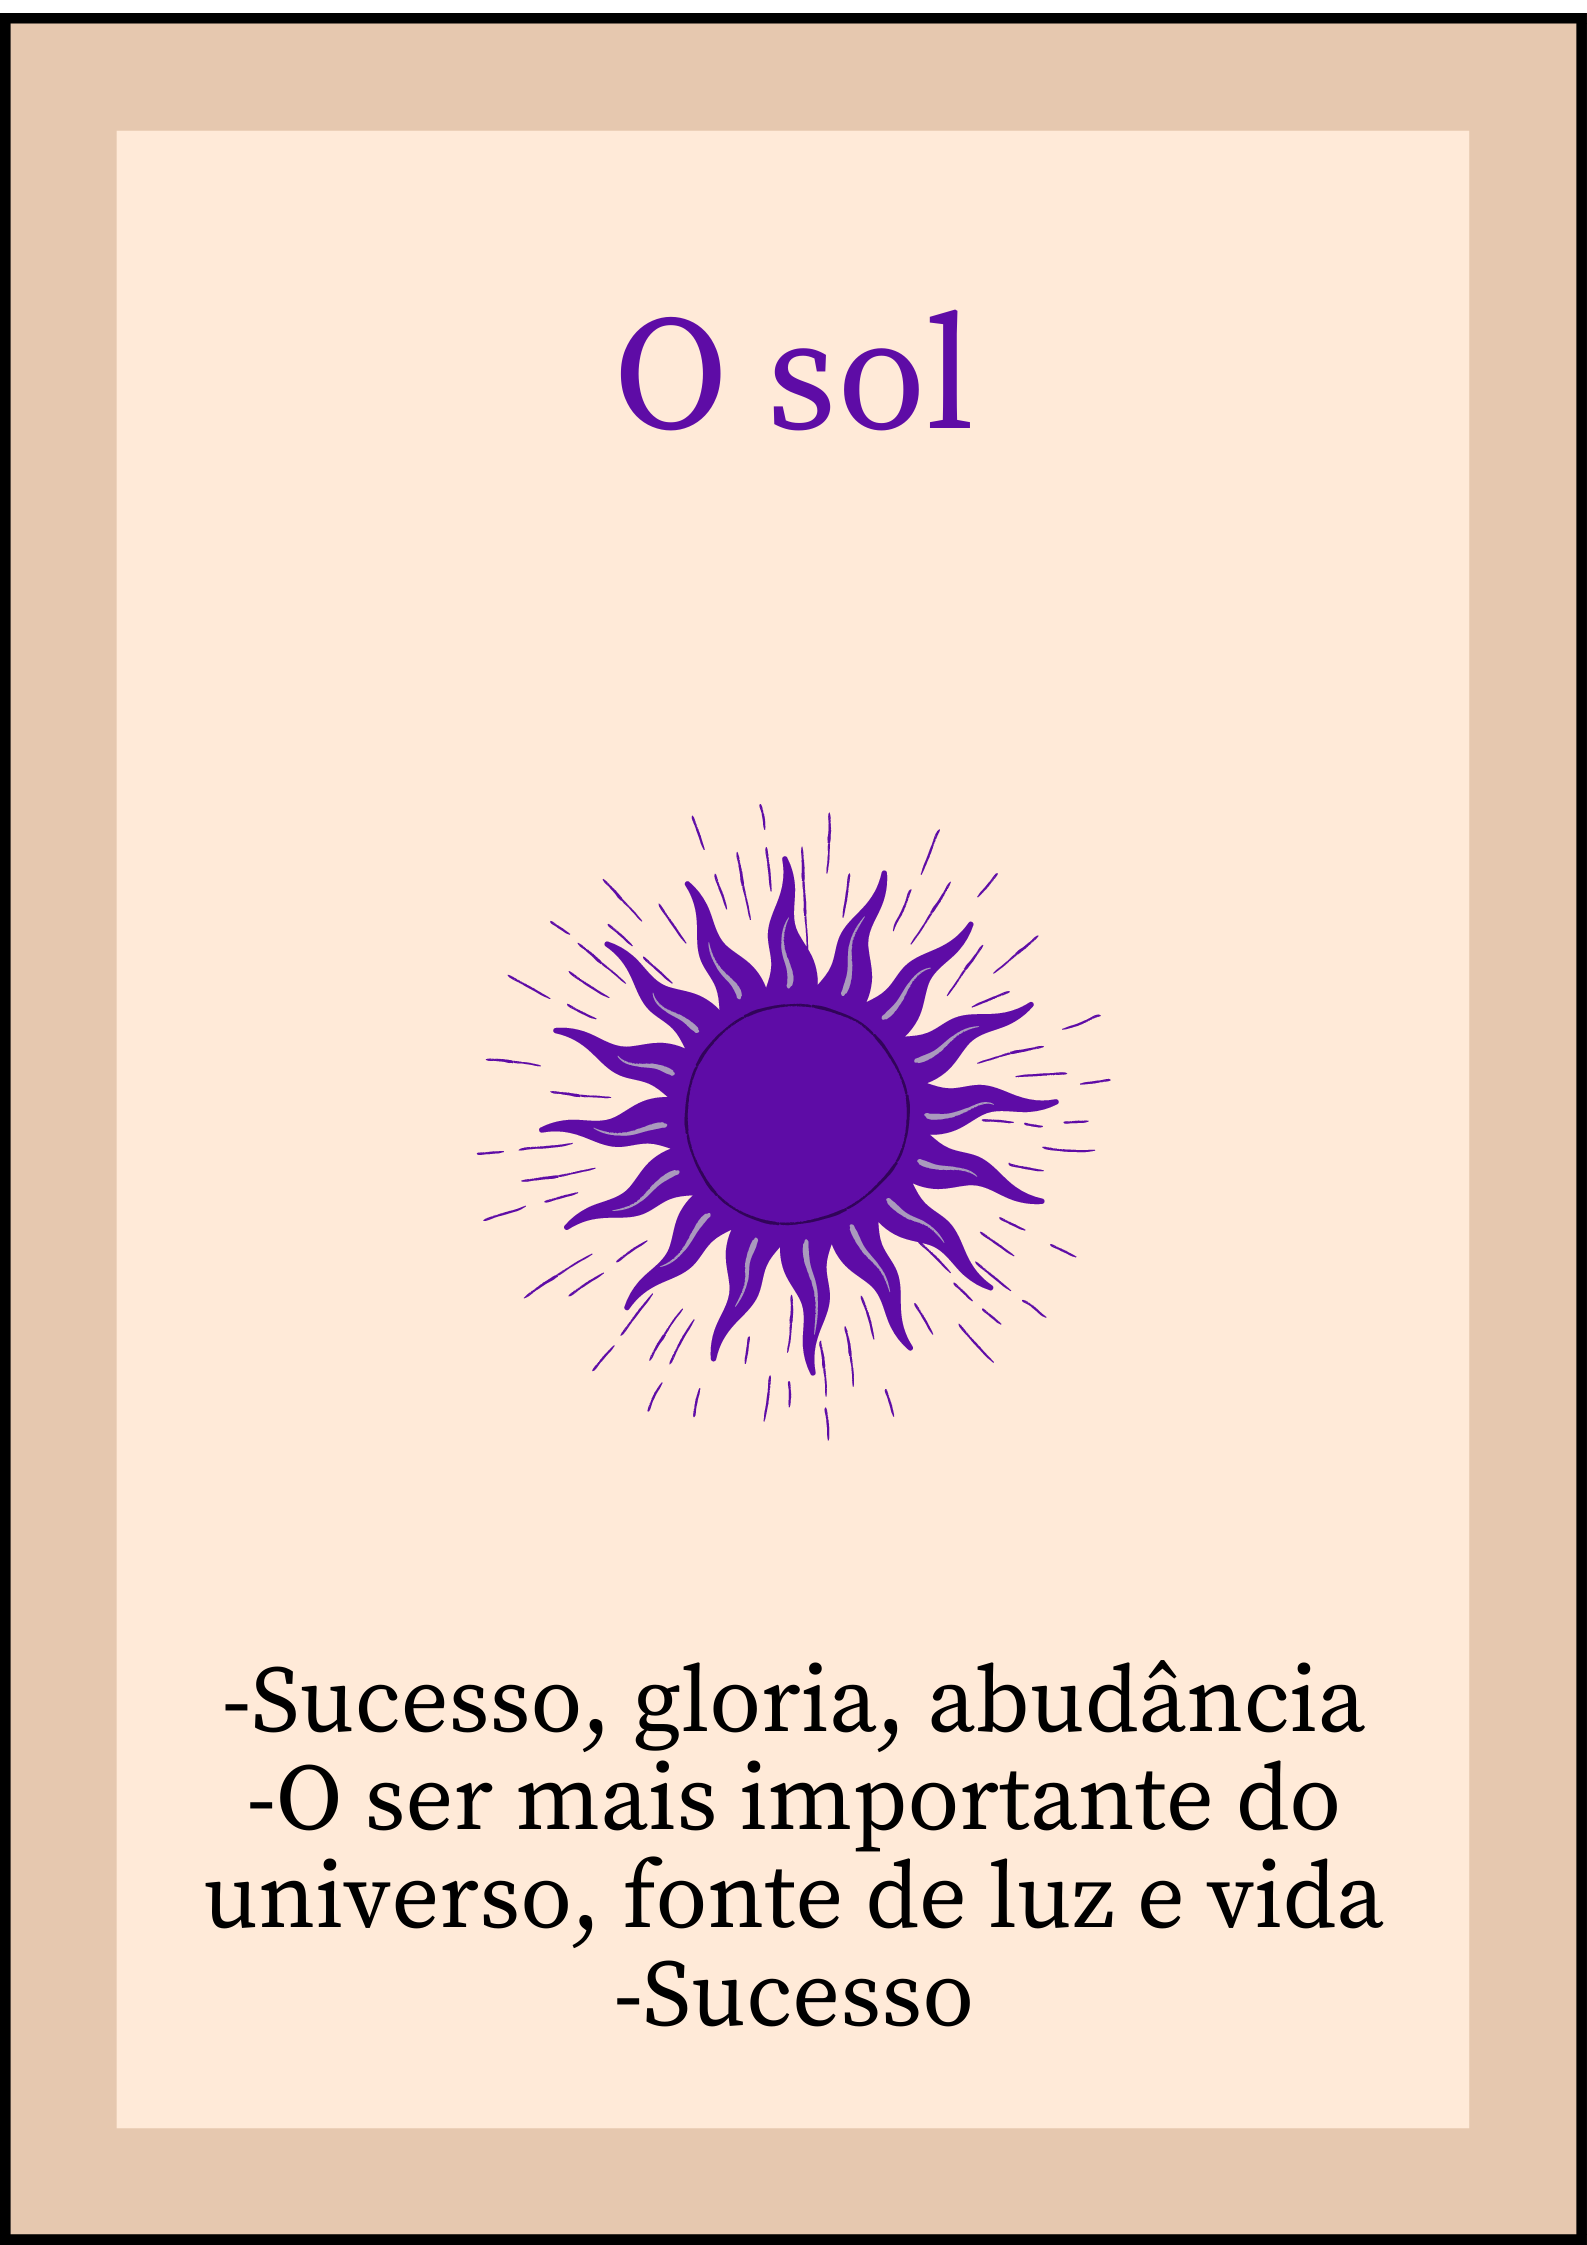 O sol
-Sucesso, gloria, abudância
-O ser mais importante do
universo, fonte de luz e vida
-Sucesso